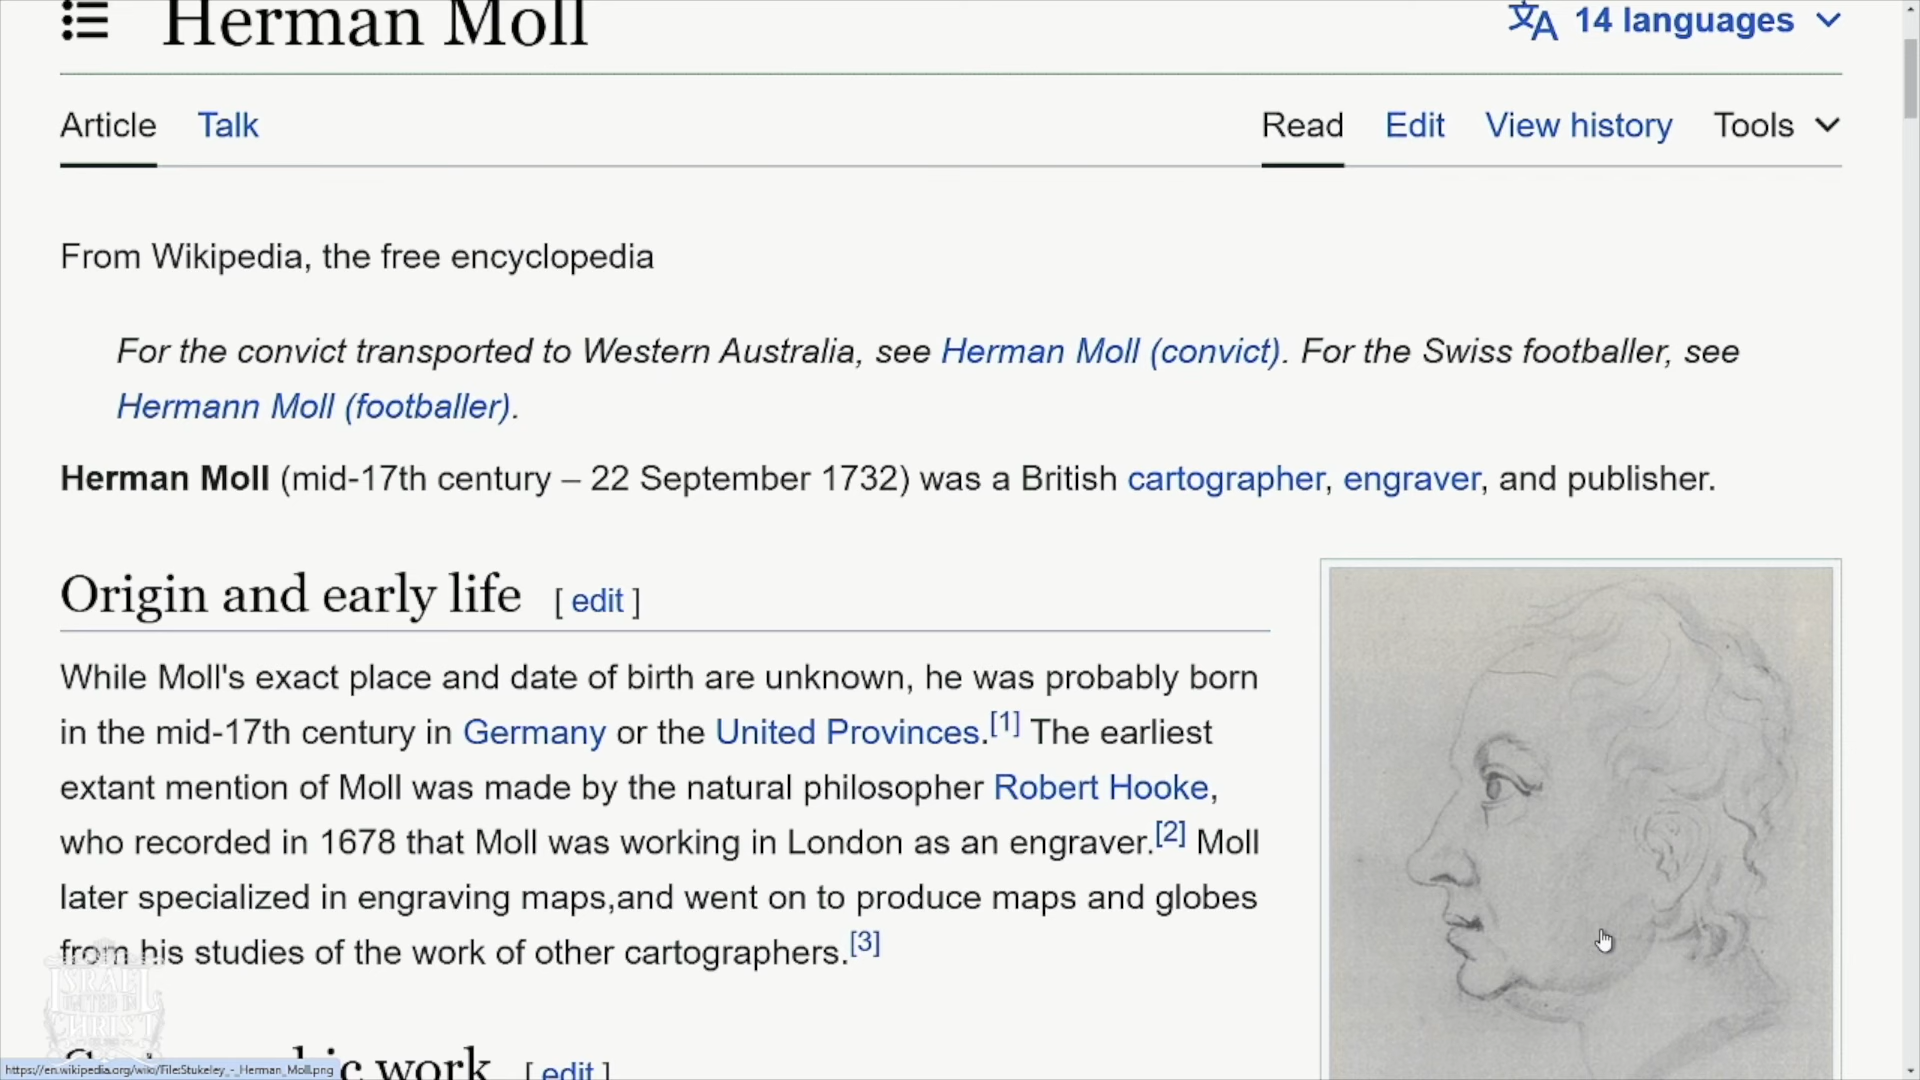 Herman Moll
14 languages
Article Talk Read Edit View history Tools
From Wikipedia, the free encyclopedia
For the convict transported to Western Australia, see Herman Moll (convict). For the Swiss footballer, see
Hermann Moll (footballer).
Herman Moll (mid-17th century – 22 September 1732) was a British cartographer, engraver, and publisher.
Origin and early life [ edit ]
While Moll's exact place and date of birth are unknown, he was probably born
in the mid-17th century in Germany or the United Provinces.[1] The earliest
extant mention of Moll was made by the natural philosopher Robert Hooke,
who recorded in 1678 that Moll was working in London as an engraver.[2] Moll
later specialized in engraving maps,and went on to produce maps and globes
from his studies of the work of other cartographers.[3]
ISRAEL
UNITED IN
CHRIST
work [ edit ]
https://en.wikipedia.org/wiki/File:Stukeley_-_Herman_Moll.png